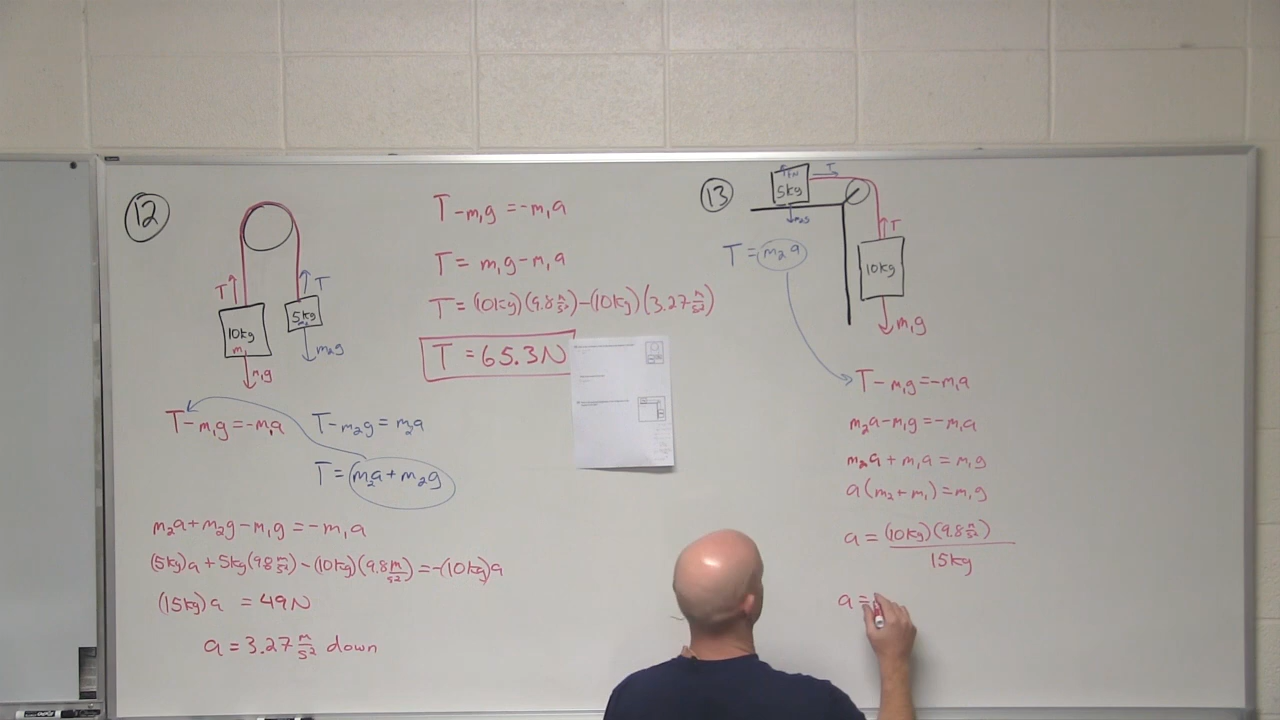 12
T
T
10kg
m₁
5kg
m₂
m₂g
m₁g
T-m₁g=-m₁a
T-m₂g=m₂a
T=m₂a+m₂g
m₂a+m₂g-m₁g=-m₁a
(5kg)a+5kg(9.8 m/s²)-(10kg)(9.8 m/s²)=-(10kg)a
(15kg)a = 49N
a = 3.27 m/s² down
T-m₁g=-m₁a
T= m₁g-m₁a
T=(10kg)(9.8 m/s²)-(10kg)(3.27 m/s²)
T=65.3N
13
5kg
T
m₂g
T=m₂a
T
10kg
m₁g
T-m₁g=-m₁a
m₂a-m₁g=-m₁a
m₂a+m₁a=m₁g
a(m₂+m₁)=m₁g
a = (10kg)(9.8 m/s²)/15kg
a =